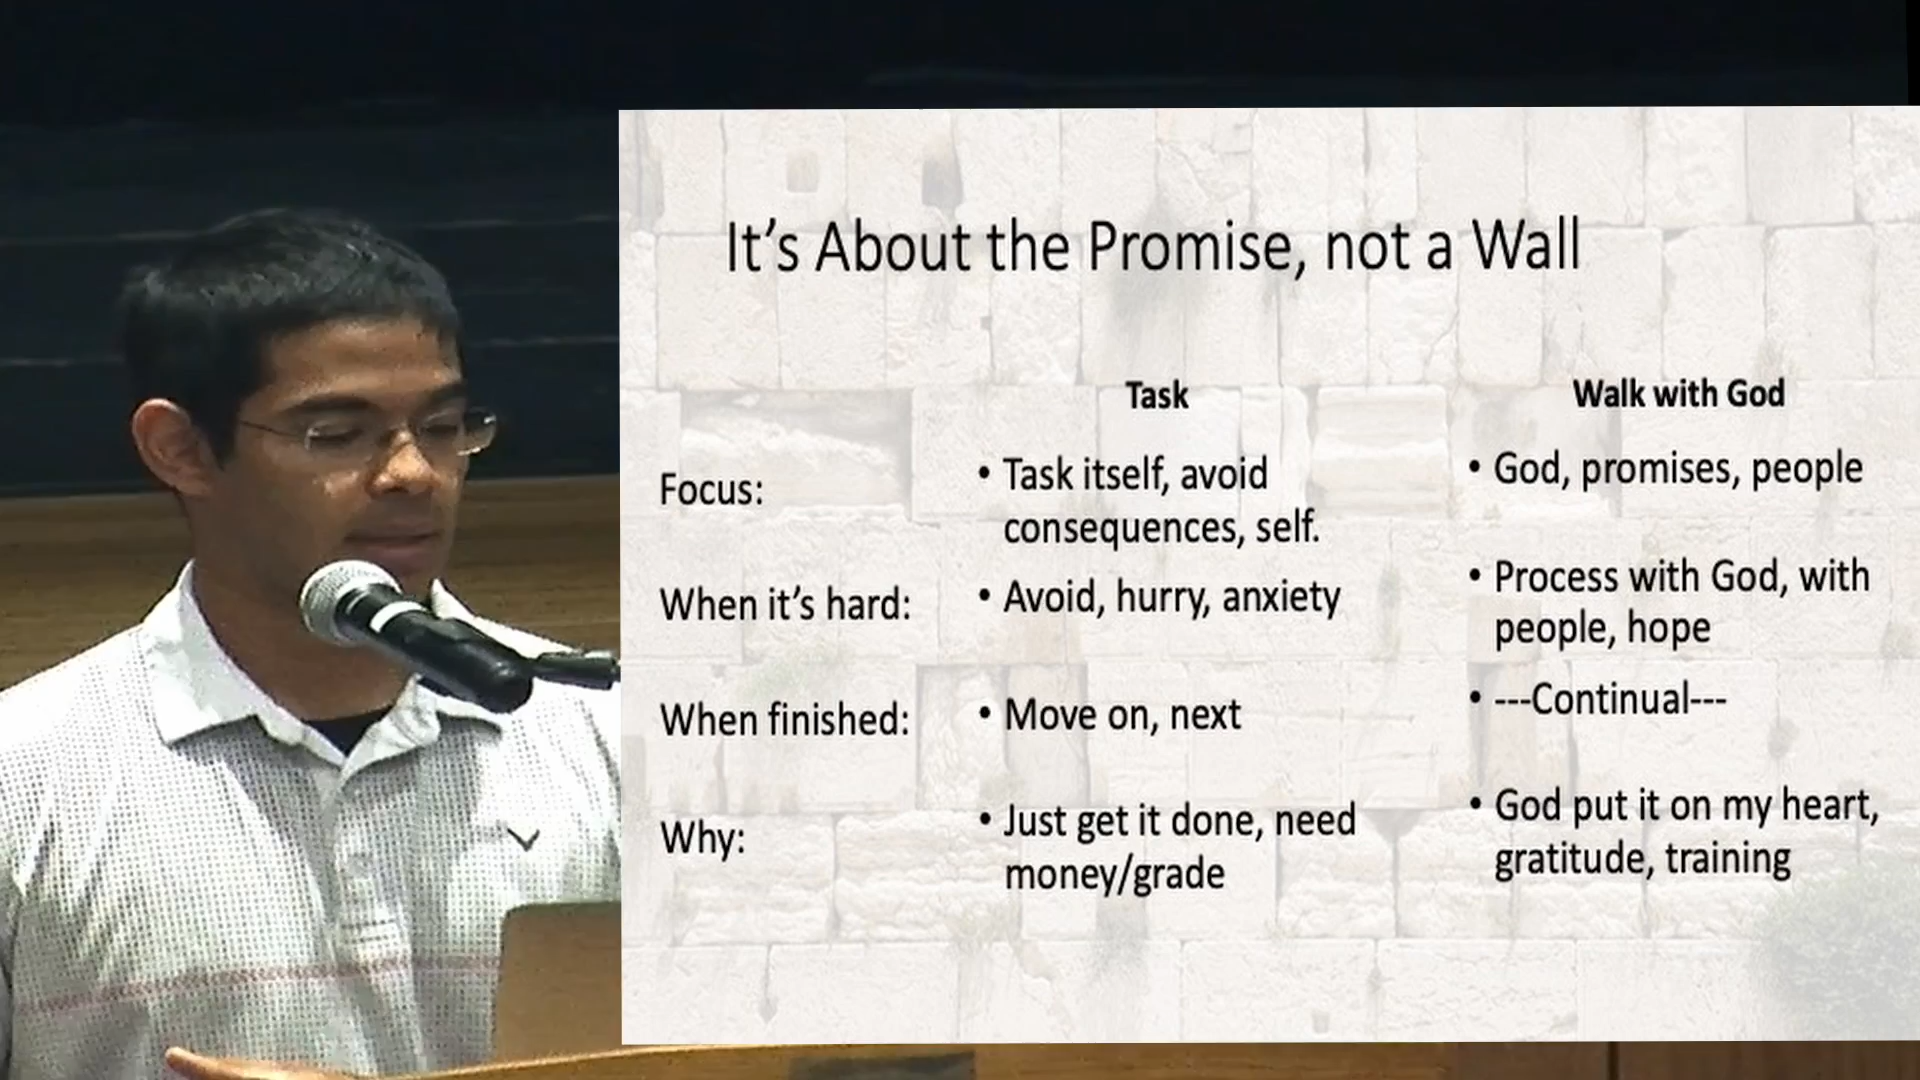 It's About the Promise, not a Wall
Task
Walk with God
Focus:
• Task itself, avoid
consequences, self.
• God, promises, people
When it's hard:
• Avoid, hurry, anxiety
• Process with God, with
people, hope
When finished:
• Move on, next
• ---Continual---
Why:
• Just get it done, need
money/grade
• God put it on my heart,
gratitude, training